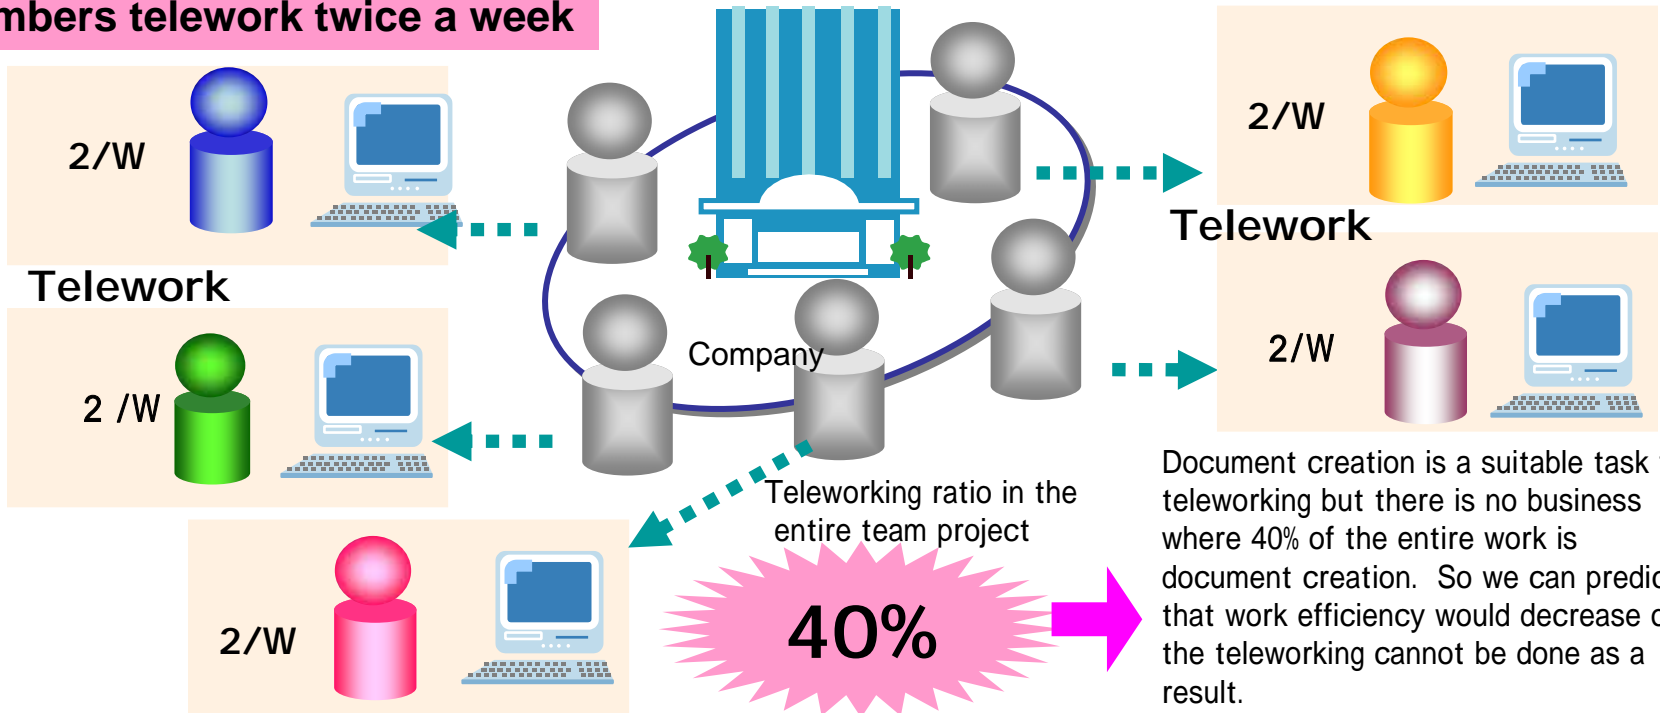 mbers telework twice a week
2/W
2/W
Telework
Telework
2 /W
Company
2/W
Teleworking ratio in the
entire team project
40%
2/W
Document creation is a suitable task
teleworking but there is no business
where 40% of the entire work is
document creation. So we can predic
that work efficiency would decrease o
the teleworking cannot be done as a
result.